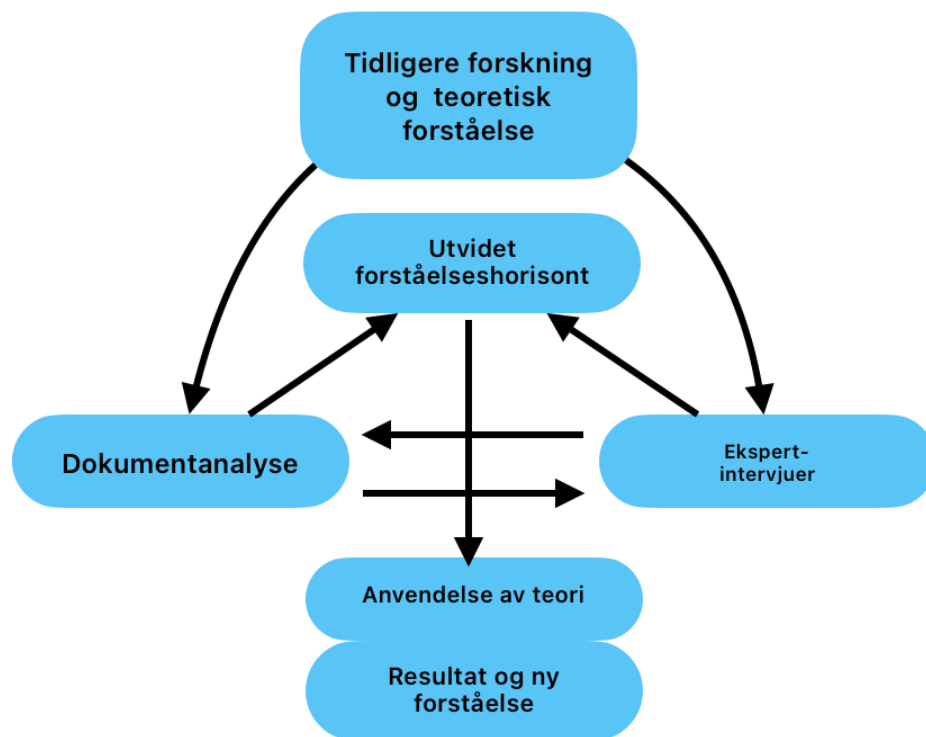 Tidligere forskning
og teoretisk
forståelse
Utvidet
forståelseshorisont
Dokumentanalyse
Ekspert-
intervjuer
Anvendelse av teori
Resultat og ny
forståelse